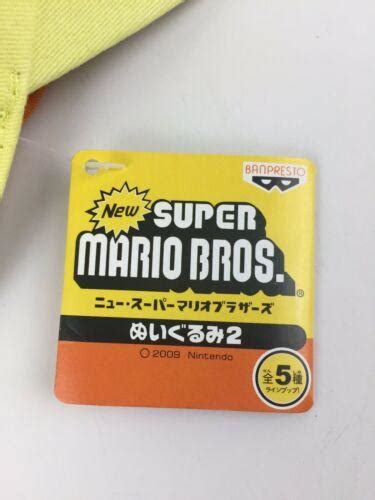 BANPRESTO
New SUPER
MARIO BROS.®
ニュー・スーパーマリオブラザーズ
ぬいぐるみ2
© 2009 Nintendo
全5種
ラインアップ!